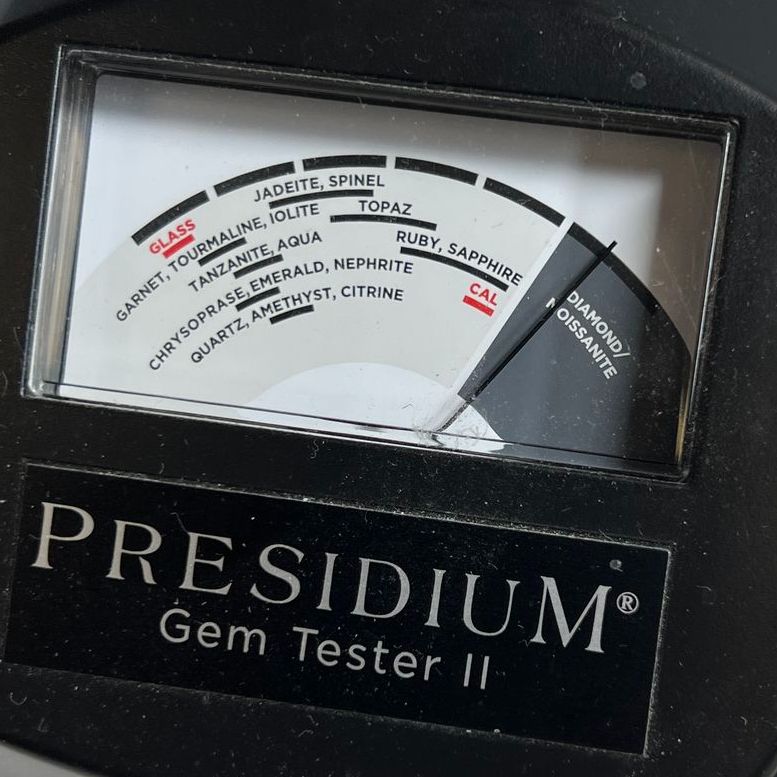 JADEITE, SPINEL
TOPAZ
GLASS
GARNET, TOURMALINE, IOLITE
RUBY, SAPPHIRE
TANZANITE, AQUA
CAL
CHRYSOPRASE, EMERALD, NEPHRITE
QUARTZ, AMETHYST, CITRINE
DIAMOND/
MOISSANITE
PRESIDIUM®
Gem Tester II